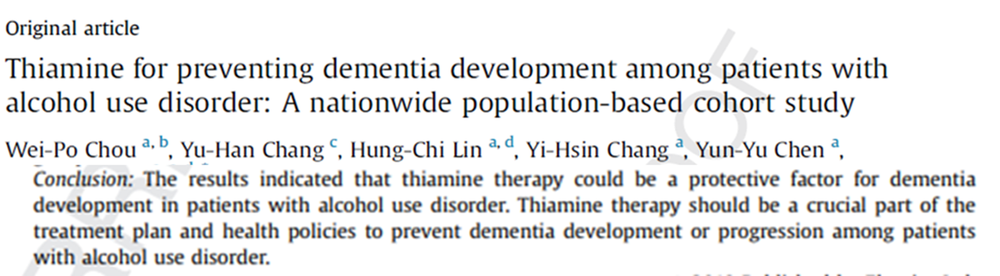 Original article
Thiamine for preventing dementia development among patients with
alcohol use disorder: A nationwide population-based cohort study
Wei-Po Chou a, b, Yu-Han Chang c, Hung-Chi Lin a, d, Yi-Hsin Chang a, Yun-Yu Chen a,
Conclusion: The results indicated that thiamine therapy could be a protective factor for dementia
development in patients with alcohol use disorder. Thiamine therapy should be a crucial part of the
treatment plan and health policies to prevent dementia development or progression among patients
with alcohol use disorder.